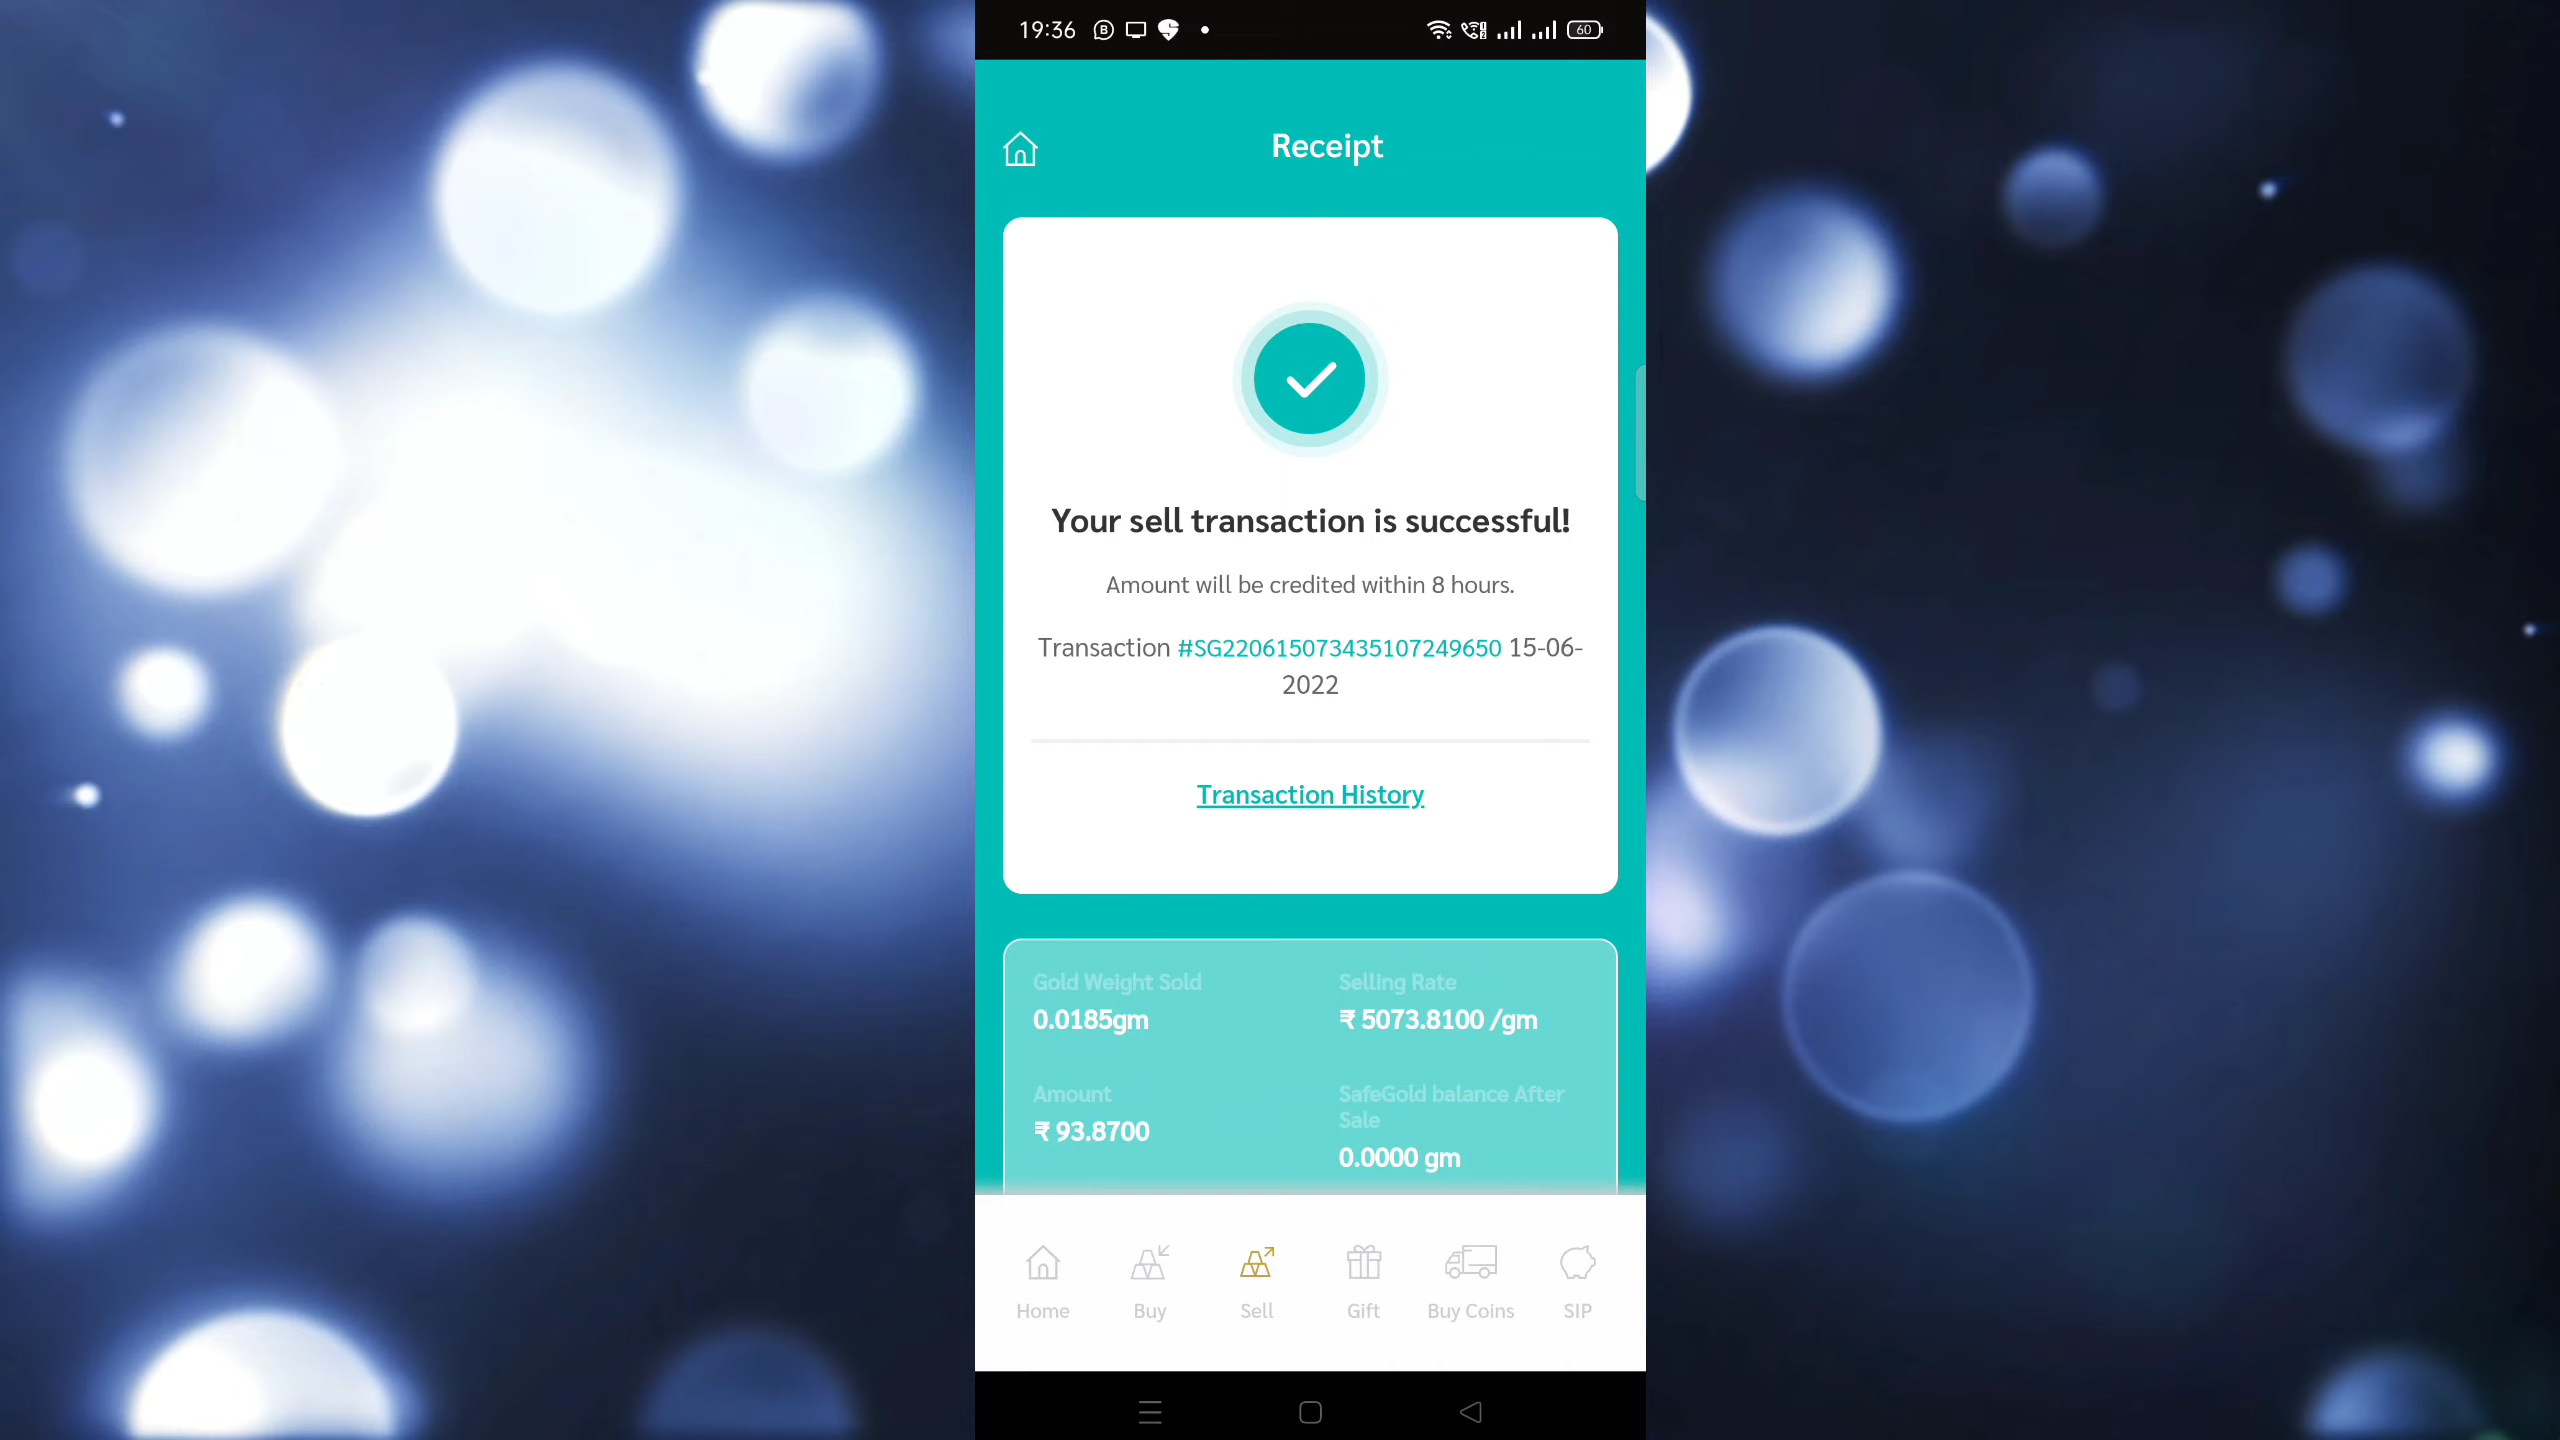 19:36
60
Receipt
Your sell transaction is successful!
Amount will be credited within 8 hours.
Transaction #SG220615073435107249650 15-06-
2022
Transaction History
Gold Weight Sold
0.0185gm
Selling Rate
₹ 5073.8100 /gm
Amount
₹ 93.8700
SafeGold balance After
Sale
0.0000 gm
Home Buy Sell Gift Buy Coins SIP